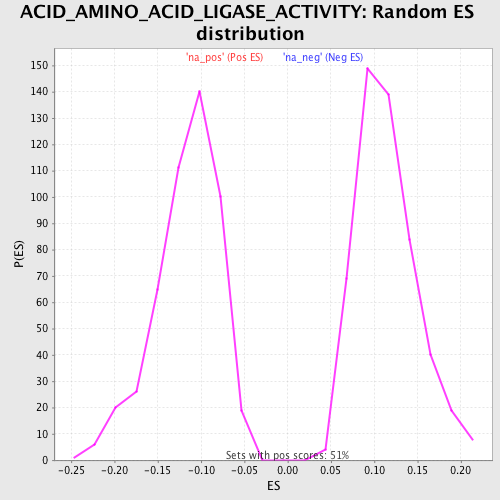 ACID_AMINO_ACID_LIGASE_ACTIVITY: Random ES
distribution
'na_pos' (Pos ES) 'na_neg' (Neg ES)
150
140
130
120
110
100
90
80
70
60
50
40
30
20
10
0
P(ES)
Sets with pos scores: 51%
-0.25 -0.20 -0.15 -0.10 -0.05 0.00 0.05 0.10 0.15 0.20
ES